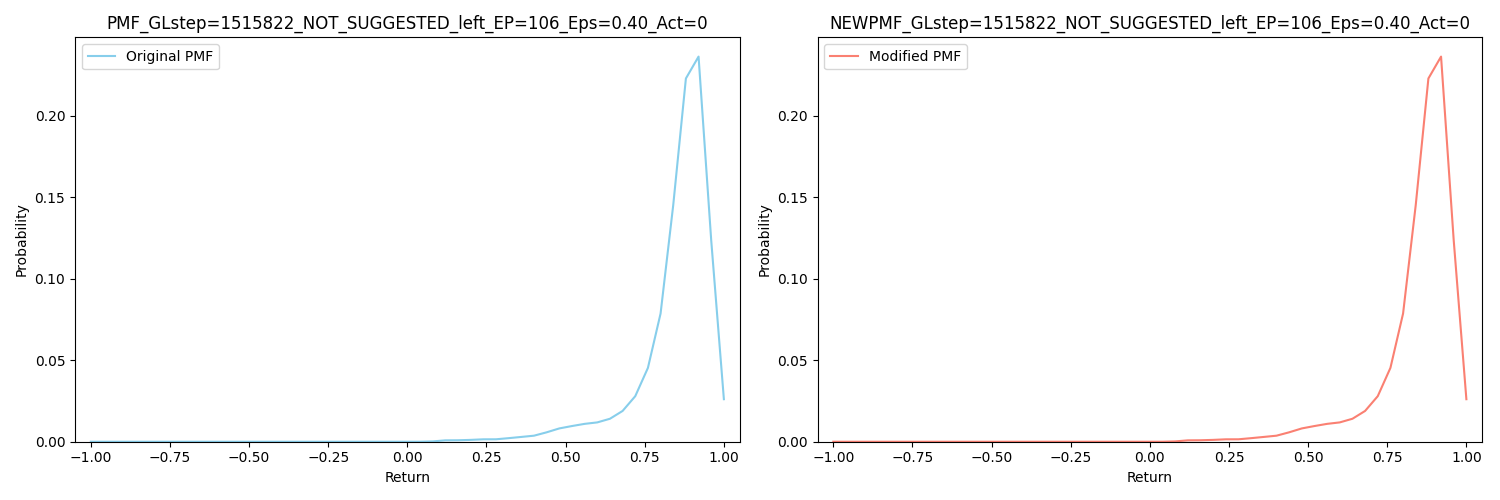 PMF_GLstep=1515822_NOT_SUGGESTED_left_EP=106_Eps=0.40_Act=0
Original PMF
Probability
0.20
0.15
0.10
0.05
0.00
−1.00 −0.75 −0.50 −0.25 0.00 0.25 0.50 0.75 1.00
Return
NEWPMF_GLstep=1515822_NOT_SUGGESTED_left_EP=106_Eps=0.40_Act=0
Modified PMF
Probability
0.20
0.15
0.10
0.05
0.00
−1.00 −0.75 −0.50 −0.25 0.00 0.25 0.50 0.75 1.00
Return